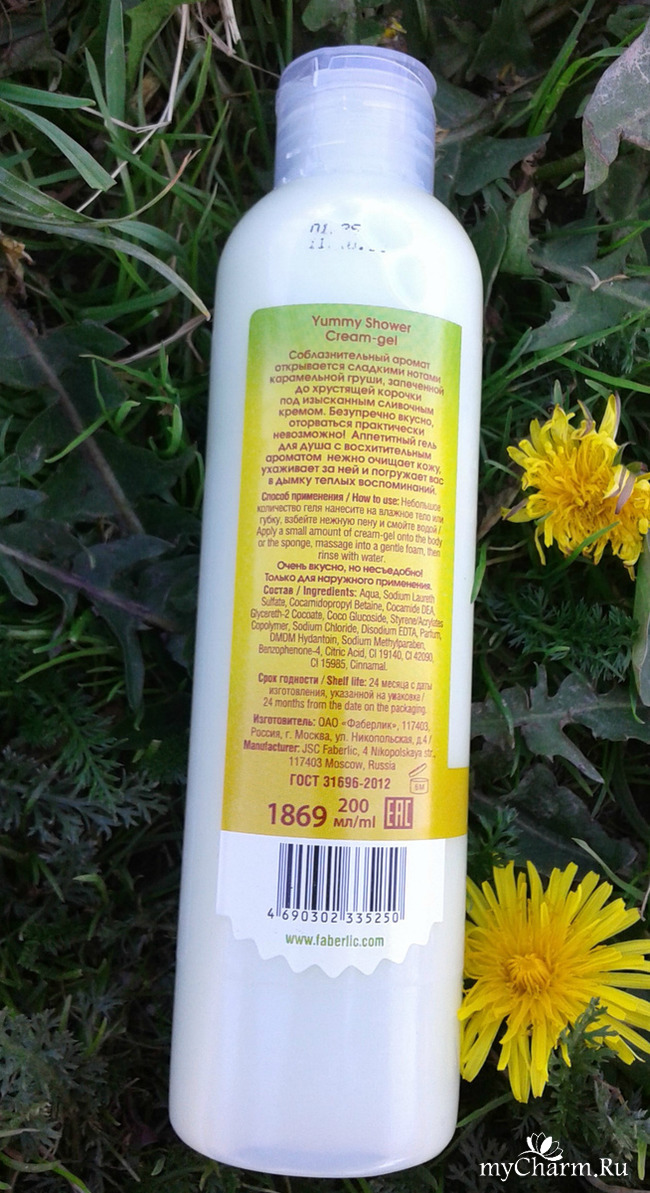 Yummy Shower
Cream-gel
Соблазнительный аромат
открывается сладкими нотами
карамельной груши, запеченной
до хрустящей корочки
под изысканным сливочным
кремом. Безупречно вкусно,
оторваться практически
невозможно! Аппетитный гель
для душа с восхитительным
ароматом нежно очищает кожу,
ухаживает за ней и погружает вас
в дымку теплых воспоминаний.
Способ применения / How to use: Небольшое
количество геля нанесите на влажное тело или
губку, взбейте нежную пену и смойте водой /
Apply a small amount of cream-gel onto the body
or the sponge, massage into a gentle foam, then
rinse with water.
Очень вкусно, но несъедобно!
Только для наружного применения.
Состав / Ingredients: Aqua, Sodium Laureth
Sulfate, Cocamidopropyl Betaine, Cocamide DEA,
Glycereth-2 Cocoate, Coco Glucoside, Styrene/Acrylates
Copolymer, Sodium Chloride, Disodium EDTA, Parfum,
DMDM Hydantoin, Sodium Methylparaben,
Benzophenone-4, Citric Acid, CI 19140, CI 42090,
CI 15985, Cinnamal.
Срок годности / Shelf life: 24 месяца с даты
изготовления, указанной на упаковке /
24 months from the date on the packaging.
Изготовитель: ОАО «Фаберлик», 117403,
Россия, г. Москва, ул. Никопольская, д.4 /
Manufacturer: JSC Faberlic, 4 Nikopolskaya str.,
117403 Moscow, Russia
ГОСТ 31696-2012
6M
1869 200 мл/ml EAC
4 690302 335250
www.faberlic.com
myCharm.Ru